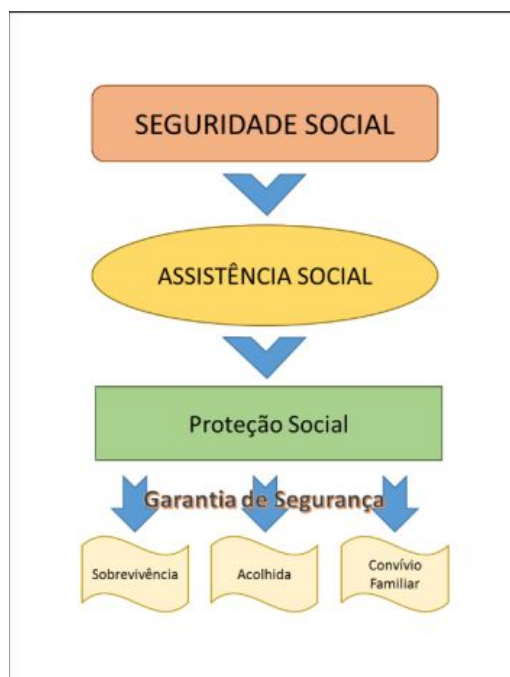 SEGURIDADE SOCIAL
ASSISTÊNCIA SOCIAL
Proteção Social
Garantia de Segurança
Sobrevivência
Acolhida
Convívio
Familiar